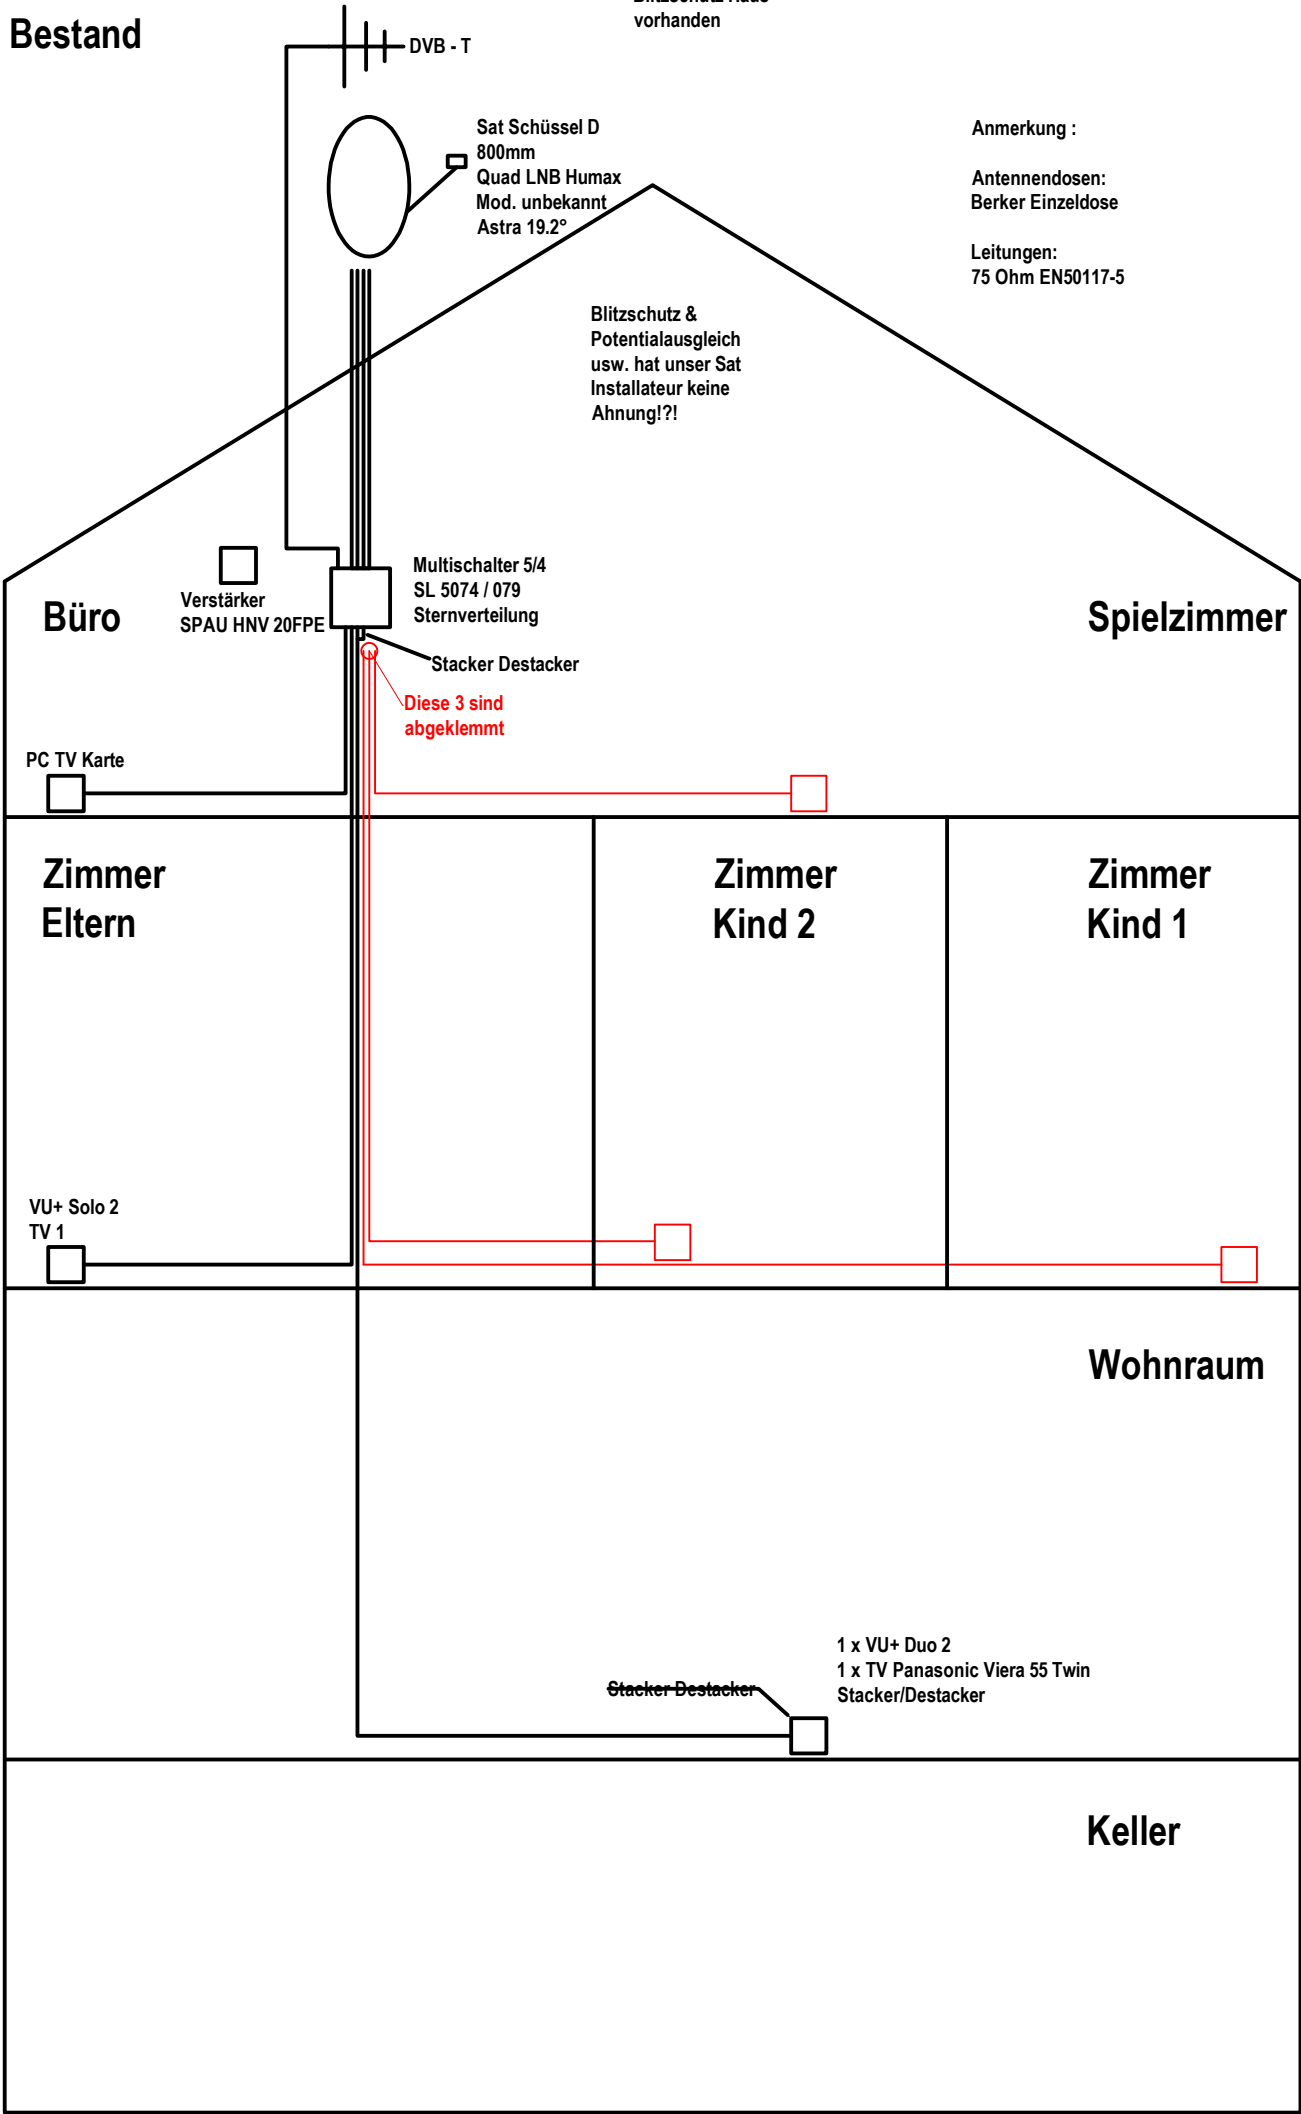 Bestand
vorhanden
DVB - T
Sat Schüssel D
800mm
Quad LNB Humax
Mod. unbekannt
Astra 19.2°
Anmerkung :
Antennendosen:
Berker Einzeldose
Leitungen:
75 Ohm EN50117-5
Blitzschutz &
Potentialausgleich
usw. hat unser Sat
Installateur keine
Ahnung!?!
Büro
Verstärker
SPAU HNV 20FPE
Multischalter 5/4
SL 5074 / 079
Sternverteilung
Spielzimmer
Stacker Destacker
Diese 3 sind
abgeklemmt
PC TV Karte
Zimmer
Eltern
Zimmer
Kind 2
Zimmer
Kind 1
VU+ Solo 2
TV 1
Wohnraum
1 x VU+ Duo 2
1 x TV Panasonic Viera 55 Twin
Stacker/Destacker
Stacker Destacker
Keller